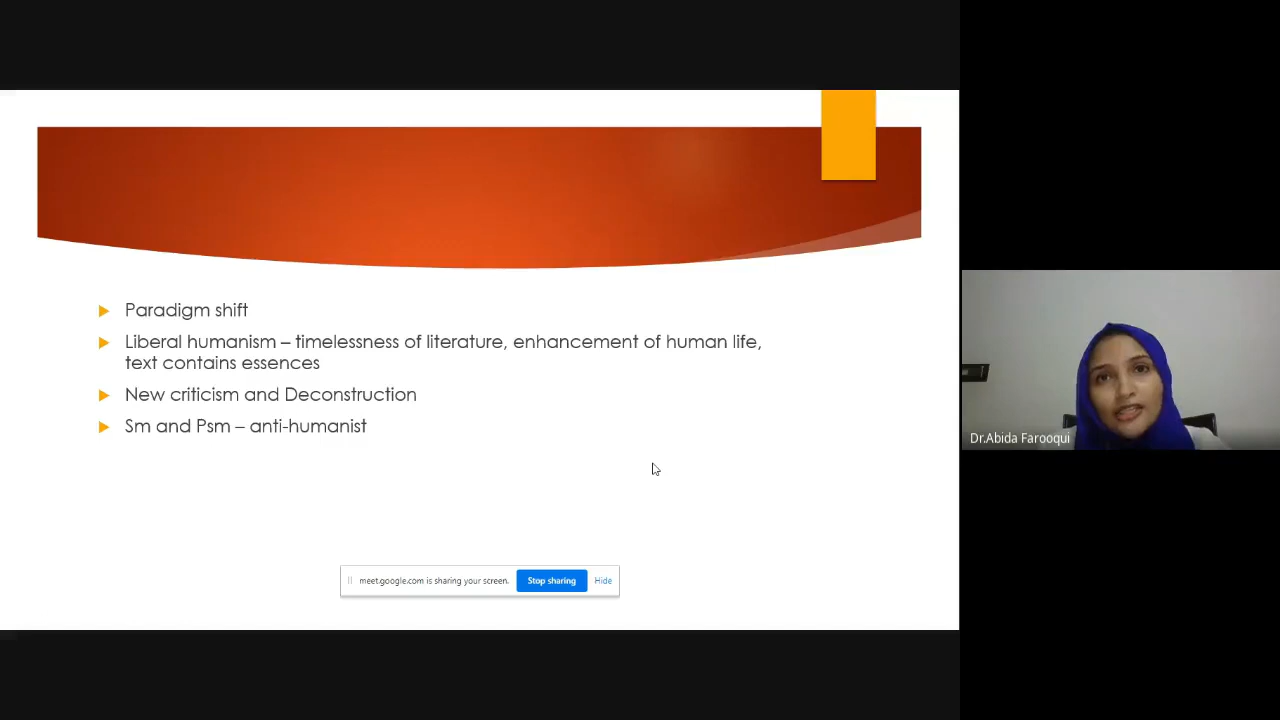 Paradigm shift
Liberal humanism – timelessness of literature, enhancement of human life,
text contains essences
New criticism and Deconstruction
Sm and Psm – anti-humanist
Dr.Abida Farooqui
meet.google.com is sharing your screen. Stop sharing Hide